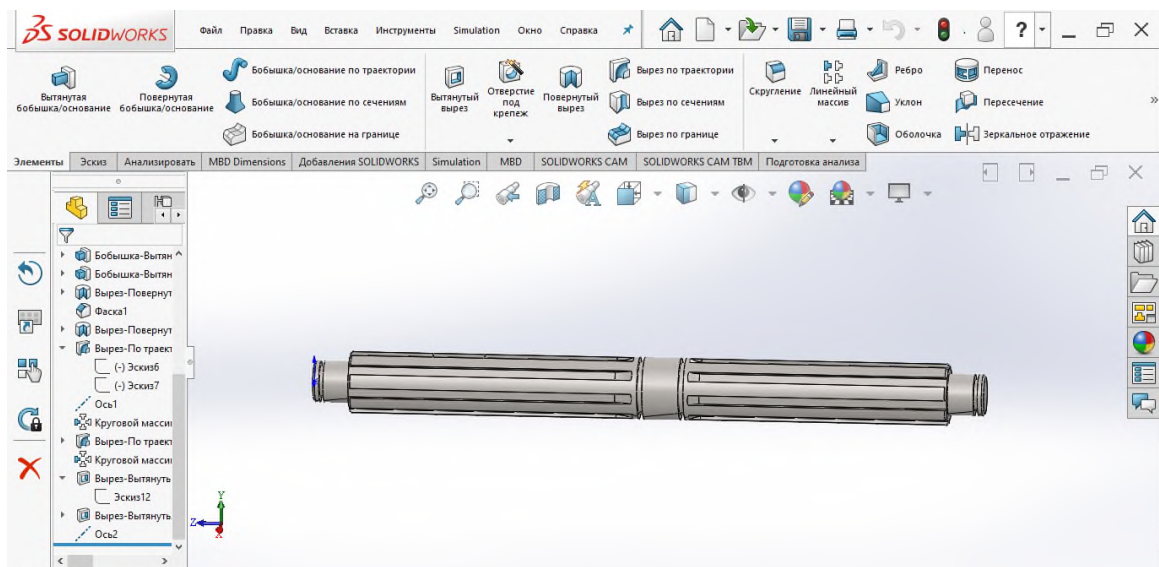 SOLIDWORKS Файл Правка Вид Вставка Инструменты Simulation Окно Справка ?
Вытянутая бобышка/основание
Повернутая бобышка/основание
Бобышка/основание по траектории
Бобышка/основание по сечениям
Бобышка/основание на границе
Вытянутый вырез
Отверстие под крепеж
Повернутый вырез
Вырез по траектории
Вырез по сечениям
Вырез по границе
Скругление
Линейный массив
Ребро
Уклон
Оболочка
Перенос
Пересечение
Зеркальное отражение
Элементы Эскиз Анализировать MBD Dimensions Добавления SOLIDWORKS Simulation MBD SOLIDWORKS CAM SOLIDWORKS CAM TBM Подготовка анализа
Бобышка-Вытян
Бобышка-Вытян
Вырез-Повернут
Фаска1
Вырез-Повернут
Вырез-По траект
(-) Эскиз6
(-) Эскиз7
Ось1
Круговой массив
Вырез-По траект
Круговой массив
Вырез-Вытянуть
Эскиз12
Вырез-Вытянуть
Ось2
Y
Z
X